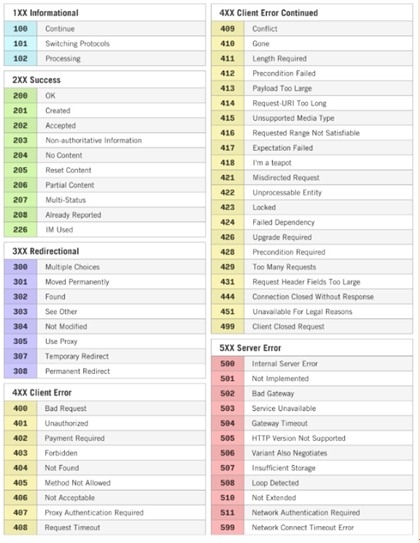 1XX Informational
100 Continue
101 Switching Protocols
102 Processing
2XX Success
200 OK
201 Created
202 Accepted
203 Non-authoritative Information
204 No Content
205 Reset Content
206 Partial Content
207 Multi-Status
208 Already Reported
226 IM Used
3XX Redirectional
300 Multiple Choices
301 Moved Permanently
302 Found
303 See Other
304 Not Modified
305 Use Proxy
307 Temporary Redirect
308 Permanent Redirect
4XX Client Error
400 Bad Request
401 Unauthorized
402 Payment Required
403 Forbidden
404 Not Found
405 Method Not Allowed
406 Not Acceptable
407 Proxy Authentication Required
408 Request Timeout
4XX Client Error Continued
409 Conflict
410 Gone
411 Length Required
412 Precondition Failed
413 Payload Too Large
414 Request-URI Too Long
415 Unsupported Media Type
416 Requested Range Not Satisfiable
417 Expectation Failed
418 I'm a teapot
421 Misdirected Request
422 Unprocessable Entity
423 Locked
424 Failed Dependency
426 Upgrade Required
428 Precondition Required
429 Too Many Requests
431 Request Header Fields Too Large
444 Connection Closed Without Response
451 Unavailable For Legal Reasons
499 Client Closed Request
5XX Server Error
500 Internal Server Error
501 Not Implemented
502 Bad Gateway
503 Service Unavailable
504 Gateway Timeout
505 HTTP Version Not Supported
506 Variant Also Negotiates
507 Insufficient Storage
508 Loop Detected
510 Not Extended
511 Network Authentication Required
599 Network Connect Timeout Error